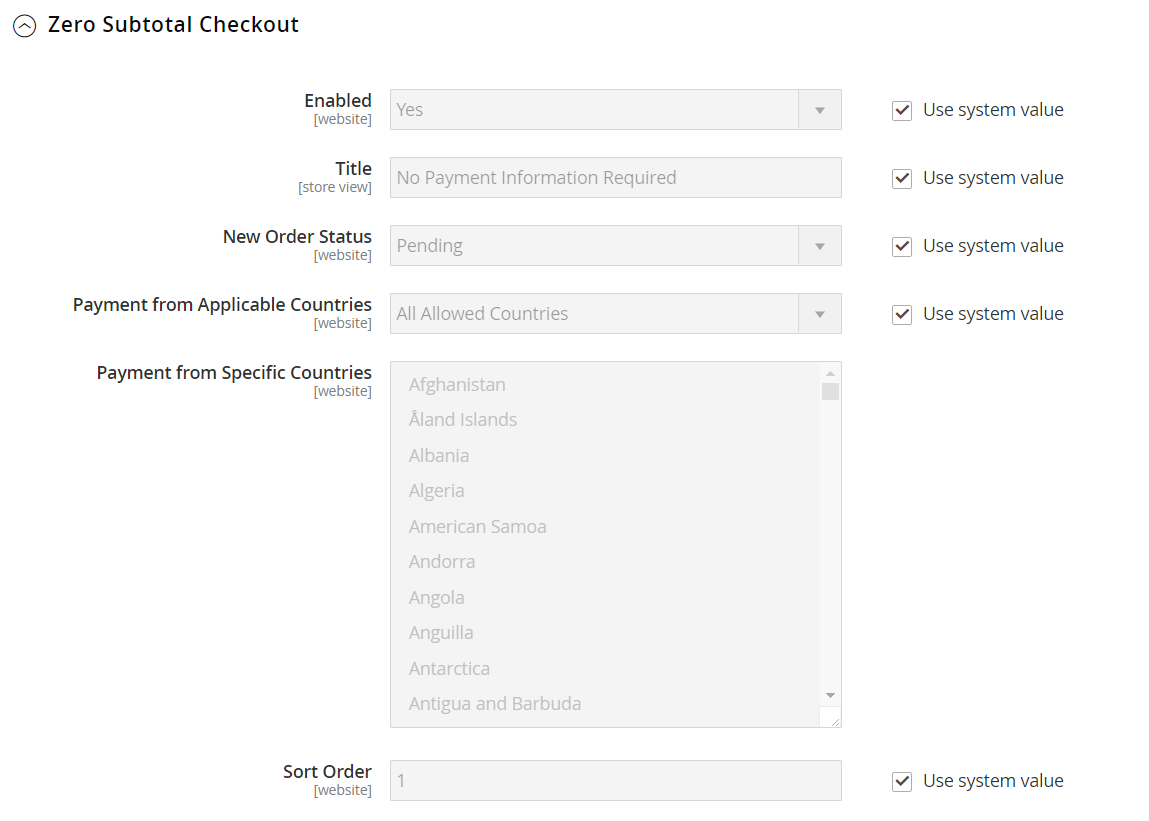 Zero Subtotal Checkout
Enabled
[website]
Yes
Use system value
Title
[store view]
No Payment Information Required
Use system value
New Order Status
[website]
Pending
Use system value
Payment from Applicable Countries
[website]
All Allowed Countries
Use system value
Payment from Specific Countries
[website]
Afghanistan
Åland Islands
Albania
Algeria
American Samoa
Andorra
Angola
Anguilla
Antarctica
Antigua and Barbuda
Sort Order
[website]
1
Use system value